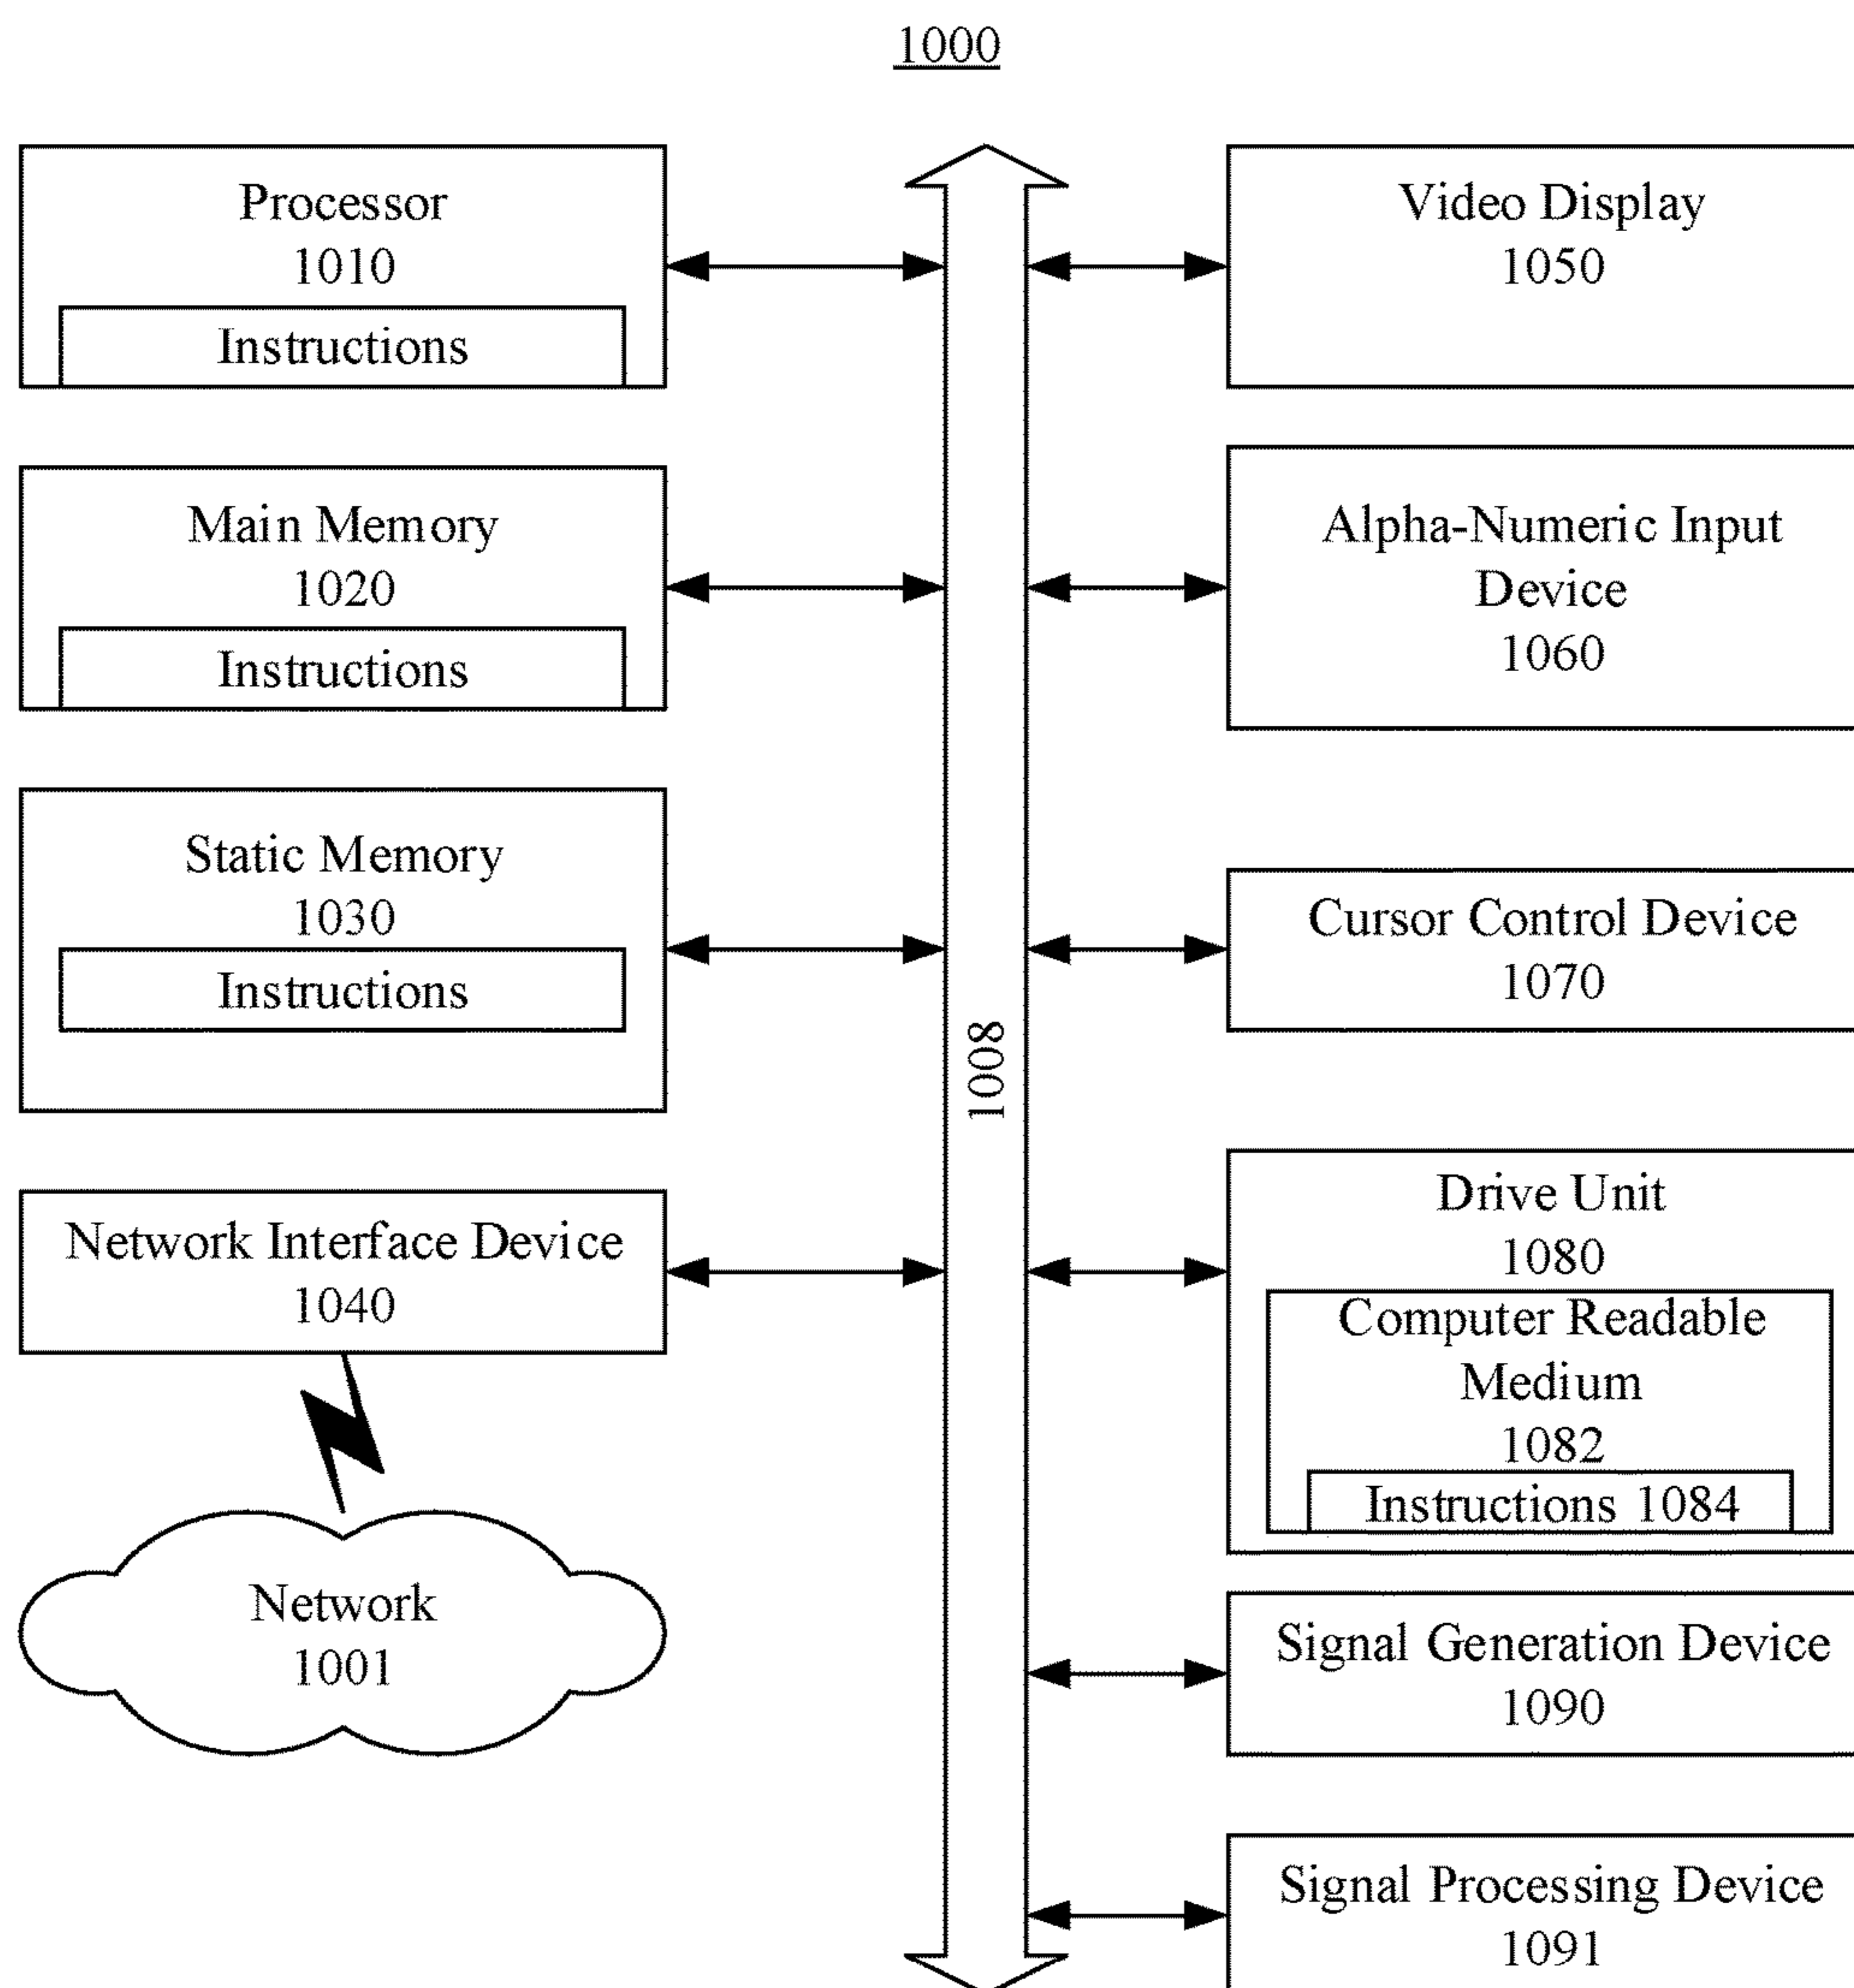 1000
Processor
1010
Instructions
Main Memory
1020
Instructions
Static Memory
1030
Instructions
Network Interface Device
1040
Network
1001
1008
Video Display
1050
Alpha-Numeric Input
Device
1060
Cursor Control Device
1070
Drive Unit
1080
Computer Readable
Medium
1082
Instructions 1084
Signal Generation Device
1090
Signal Processing Device
1091